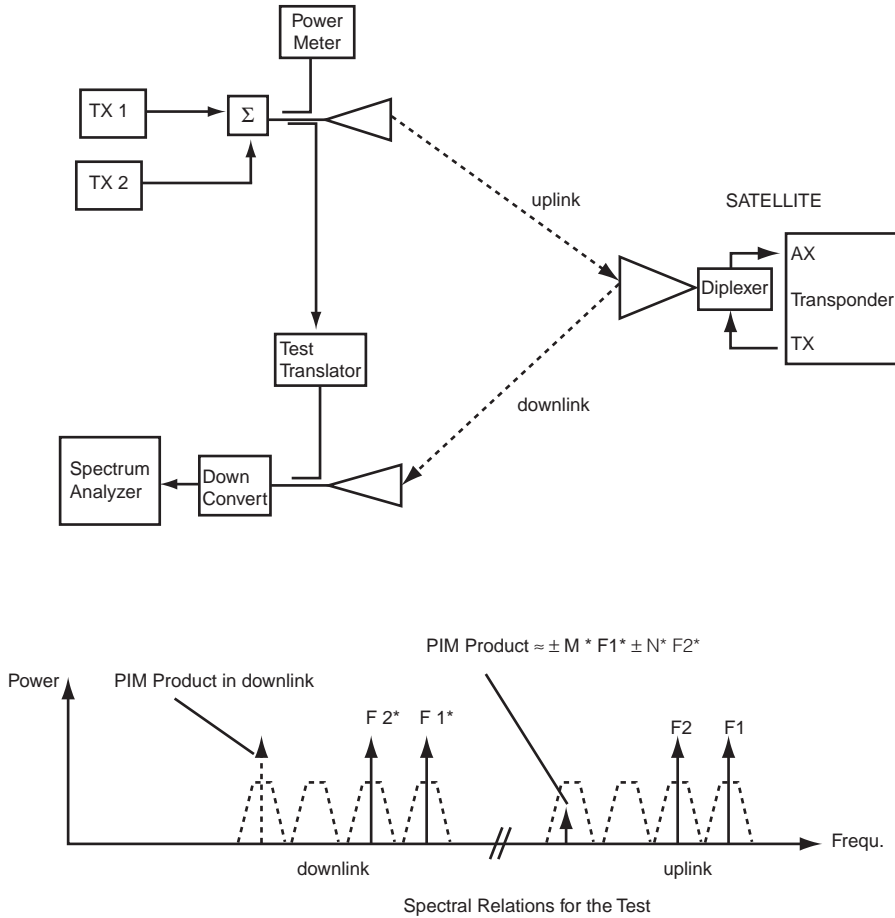 Power
Meter
TX 1
Σ
TX 2
uplink
SATELLITE
AX
Diplexer
Transponder
TX
Test
Translator
downlink
Spectrum
Analyzer
Down
Convert
PIM Product ≈ ± M * F1* ± N* F2*
Power
PIM Product in downlink
F 2*
F 1*
F2
F1
Frequ.
downlink
uplink
Spectral Relations for the Test